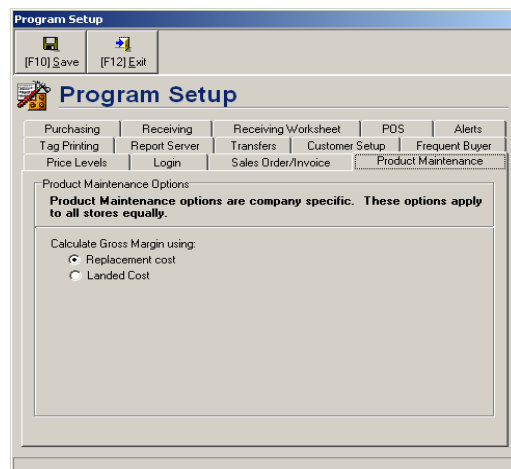 Program Setup
[F10] Save [F12] Exit
Program Setup
Purchasing Receiving Receiving Worksheet POS Alerts
Tag Printing Report Server Transfers Customer Setup Frequent Buyer
Price Levels Login Sales Order/Invoice Product Maintenance
Product Maintenance Options
Product Maintenance options are company specific. These options apply
to all stores equally.
Calculate Gross Margin using:
Replacement cost
Landed Cost